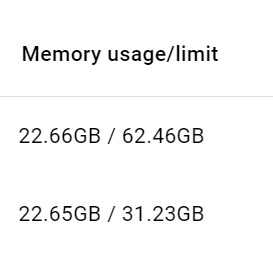 Memory usage/limit
22.66GB / 62.46GB
22.65GB / 31.23GB